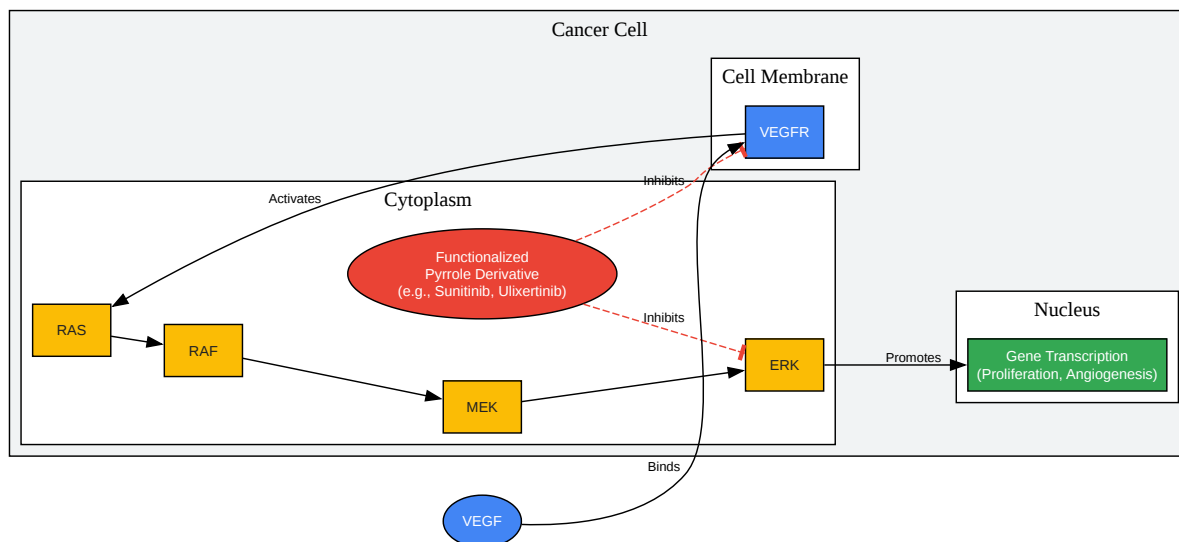 Cancer Cell
Cell Membrane
VEGFR
Inhibits
Activates
Cytoplasm
Functionalized
Pyrrole Derivative
(e.g., Sunitinib, Ulixertinib)
Inhibits
RAS
RAF
MEK
ERK
Promotes
Nucleus
Gene Transcription
(Proliferation, Angiogenesis)
Binds
VEGF